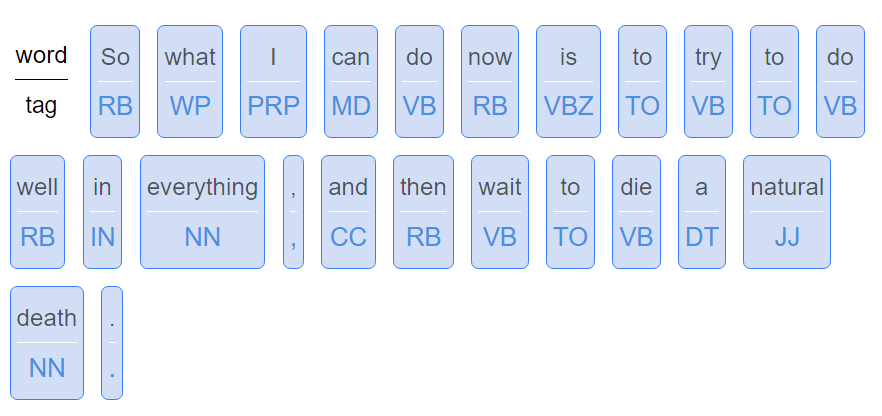 word So what I can do now is to try to do
tag RB WP PRP MD VB RB VBZ TO VB TO VB
well in everything , and then wait to die a natural
RB IN NN , CC RB VB TO VB DT JJ
death .
NN .